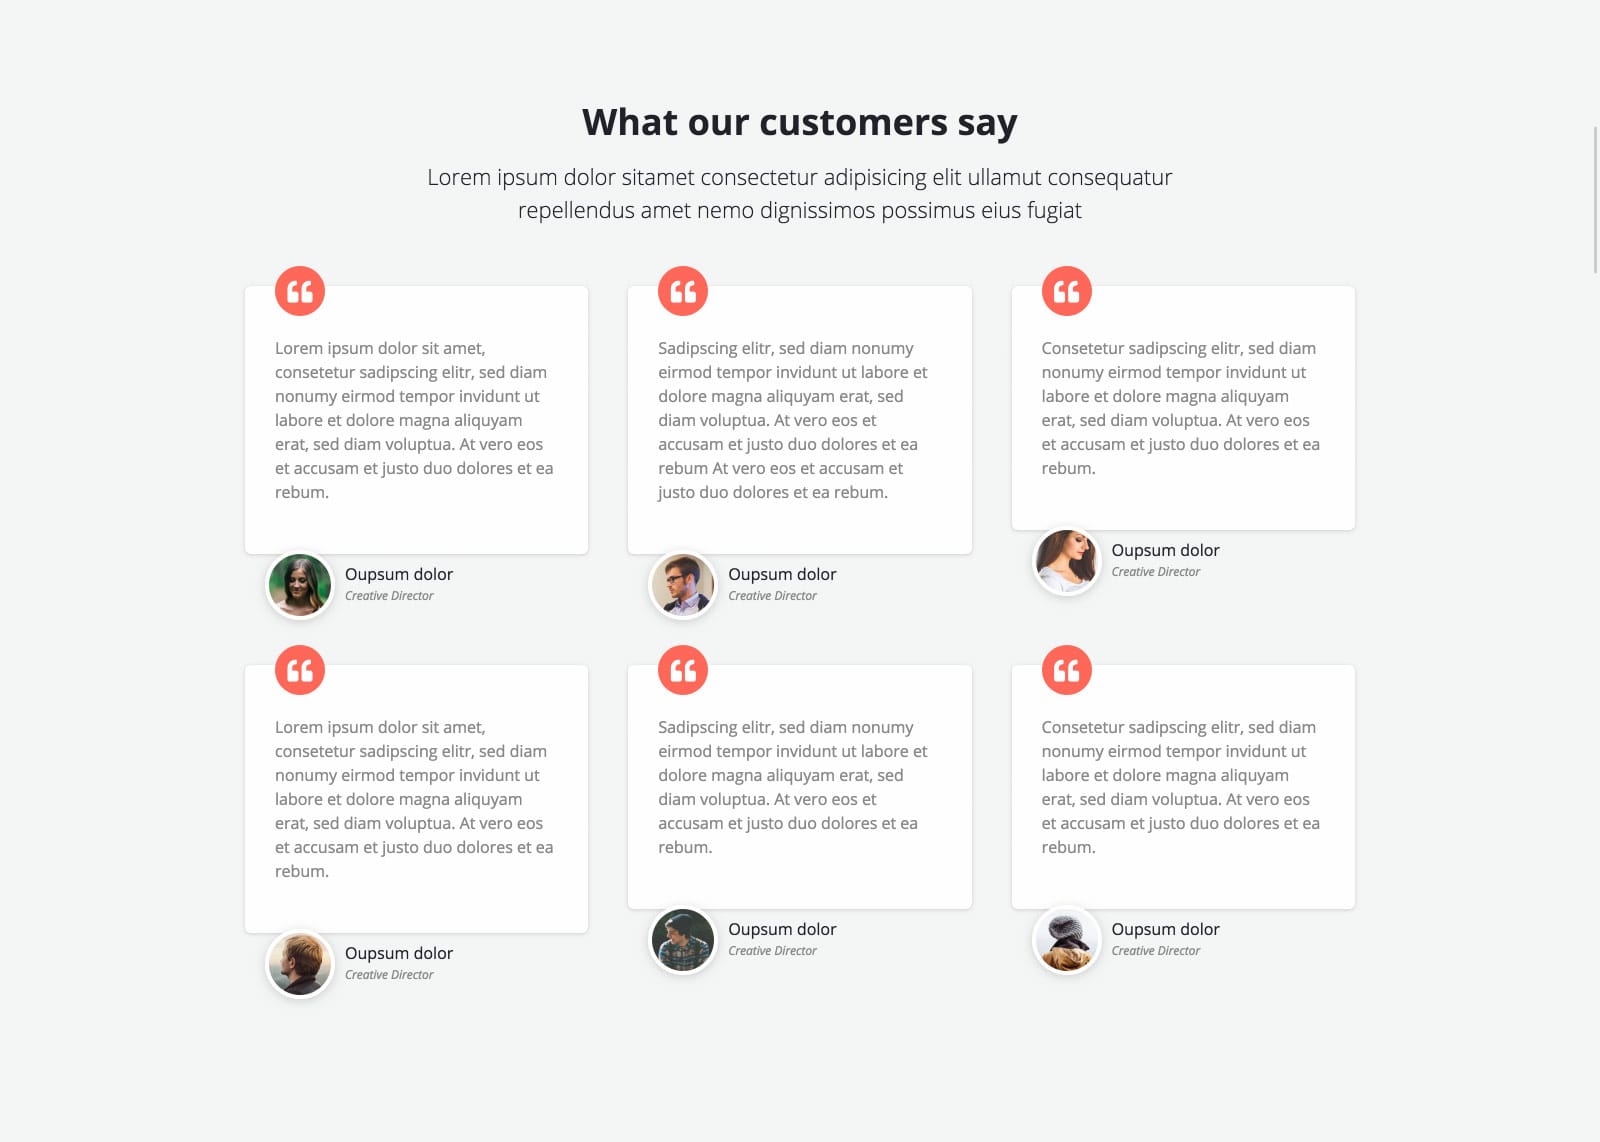 What our customers say
Lorem ipsum dolor sitamet consectetur adipisicing elit ullamut consequatur
repellendus amet nemo dignissimos possimus eius fugiat
Lorem ipsum dolor sit amet,
consetetur sadipscing elitr, sed diam
nonumy eirmod tempor invidunt ut
labore et dolore magna aliquyam
erat, sed diam voluptua. At vero eos
et accusam et justo duo dolores et ea
rebum.
Oupsum dolor
Creative Director
Sadipscing elitr, sed diam nonumy
eirmod tempor invidunt ut labore et
dolore magna aliquyam erat, sed
diam voluptua. At vero eos et
accusam et justo duo dolores et ea
rebum At vero eos et accusam et
justo duo dolores et ea rebum.
Oupsum dolor
Creative Director
Consetetur sadipscing elitr, sed diam
nonumy eirmod tempor invidunt ut
labore et dolore magna aliquyam
erat, sed diam voluptua. At vero eos
et accusam et justo duo dolores et ea
rebum.
Oupsum dolor
Creative Director
Lorem ipsum dolor sit amet,
consetetur sadipscing elitr, sed diam
nonumy eirmod tempor invidunt ut
labore et dolore magna aliquyam
erat, sed diam voluptua. At vero eos
et accusam et justo duo dolores et ea
rebum.
Oupsum dolor
Creative Director
Sadipscing elitr, sed diam nonumy
eirmod tempor invidunt ut labore et
dolore magna aliquyam erat, sed
diam voluptua. At vero eos et
accusam et justo duo dolores et ea
rebum.
Oupsum dolor
Creative Director
Consetetur sadipscing elitr, sed diam
nonumy eirmod tempor invidunt ut
labore et dolore magna aliquyam
erat, sed diam voluptua. At vero eos
et accusam et justo duo dolores et ea
rebum.
Oupsum dolor
Creative Director